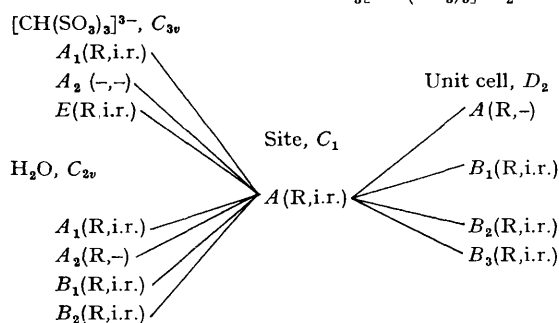 [CH(SO₃)₃]³⁻, C₃ᵥ
A₁(R,i.r.)
A₂ (–,–)
E(R,i.r.)
H₂O, C₂ᵥ
A₁(R,i.r.)
A₂(R,–)
B₁(R,i.r.)
B₂(R,i.r.)
Site, C₁
A(R,i.r.)
Unit cell, D₂
A(R,–)
B₁(R,i.r.)
B₂(R,i.r.)
B₃(R,i.r.)